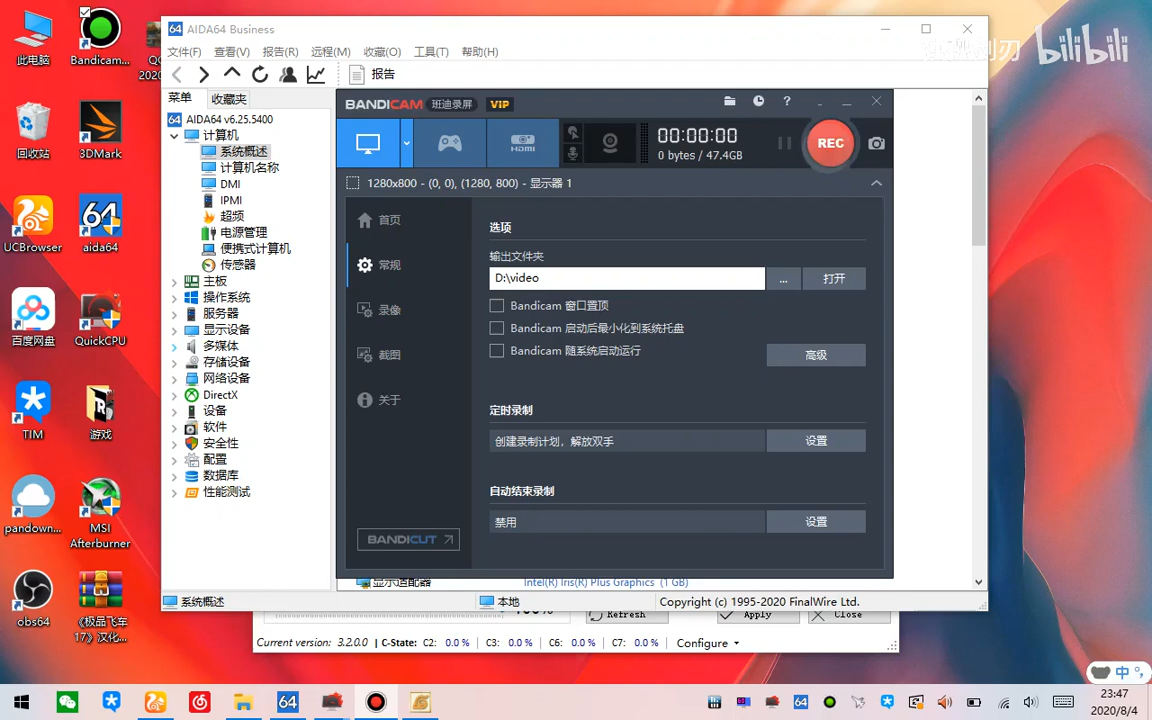 此电脑
Bandicam...
QQ
2020
回收站
3DMark
UCBrowser
aida64
百度网盘
QuickCPU
TIM
游戏
pandown...
MSI
Afterburner
obs64
《极品飞车
17》汉化...
64 AIDA64 Business
文件(F) 查看(V) 报告(R) 远程(M) 收藏(O) 工具(T) 帮助(H)
报告
bilibili
菜单 收藏夹
64 AIDA64 v6.25.5400
计算机
系统概述
计算机名称
DMI
IPMI
超频
电源管理
便携式计算机
传感器
主板
操作系统
服务器
显示设备
多媒体
存储设备
网络设备
DirectX
设备
软件
安全性
配置
数据库
性能测试
BANDICAM 班迪录屏 VIP
HDMI
00:00:00
0 bytes / 47.4GB
REC
1280x800 - (0, 0), (1280, 800) - 显示器 1
首页
常规
录像
截图
关于
BANDICUT
选项
输出文件夹
D:\video ... 打开
Bandicam 窗口置顶
Bandicam 启动后最小化到系统托盘
Bandicam 随系统启动运行
高级
定时录制
创建录制计划，解放双手 设置
自动结束录制
禁用 设置
显示适配器 Intel(R) Iris(R) Plus Graphics (1 GB)
系统概述 本地 Copyright (c) 1995-2020 FinalWire Ltd.
100% Refresh Apply Close
Current version: 3.2.0.0 | C-State: C2: 0.0 % C3: 0.0 % C6: 0.0 % C7: 0.0 % Configure
中 °,
64 64
23:47
2020/8/4